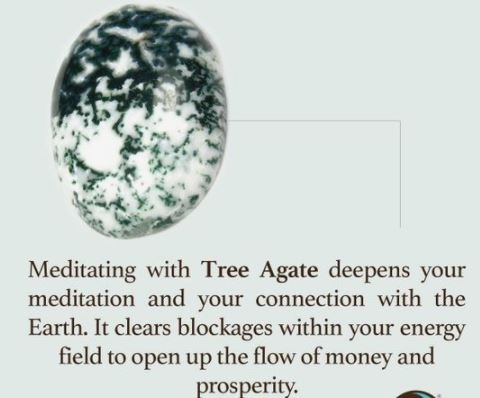 Meditating with Tree Agate deepens your
meditation and your connection with the
Earth. It clears blockages within your energy
field to open up the flow of money and
prosperity.